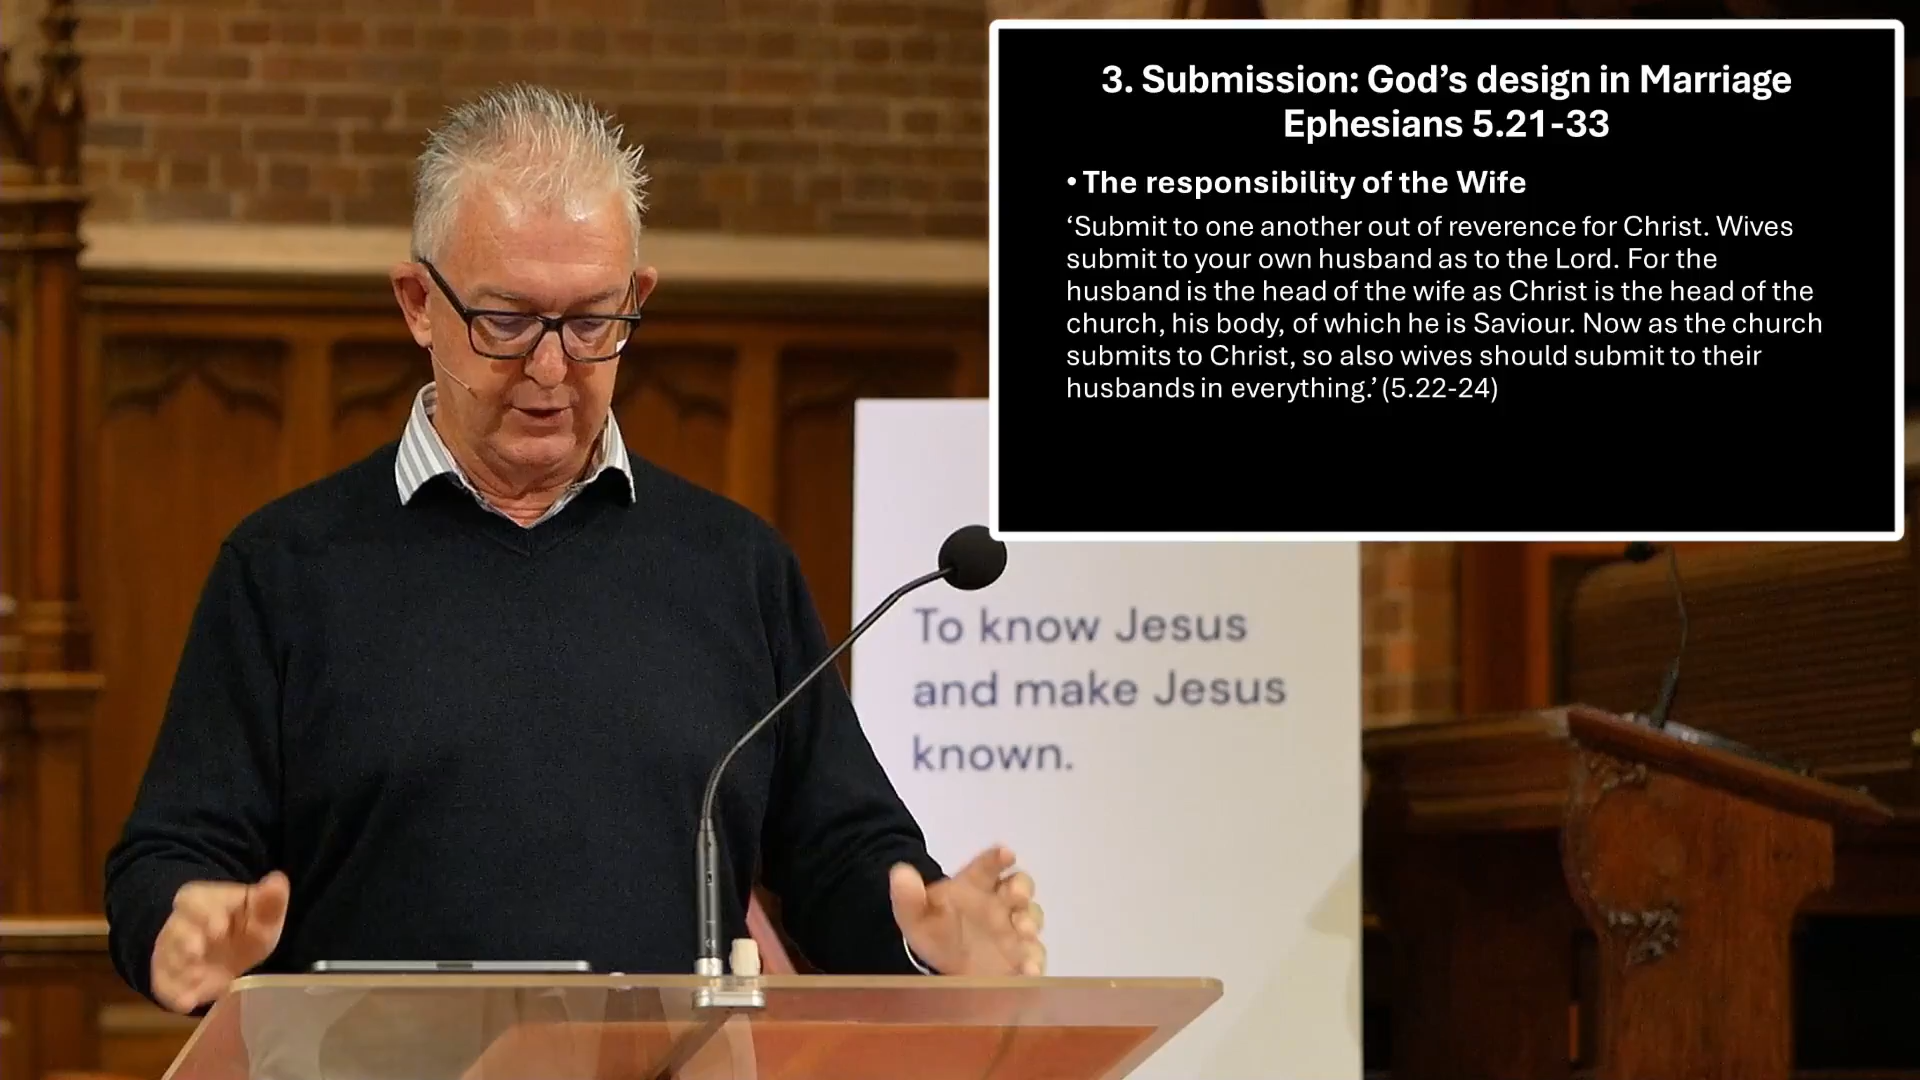 3. Submission: God’s design in Marriage
Ephesians 5.21-33
• The responsibility of the Wife
‘Submit to one another out of reverence for Christ. Wives
submit to your own husband as to the Lord. For the
husband is the head of the wife as Christ is the head of the
church, his body, of which he is Saviour. Now as the church
submits to Christ, so also wives should submit to their
husbands in everything.’ (5.22-24)
To know Jesus
and make Jesus
known.